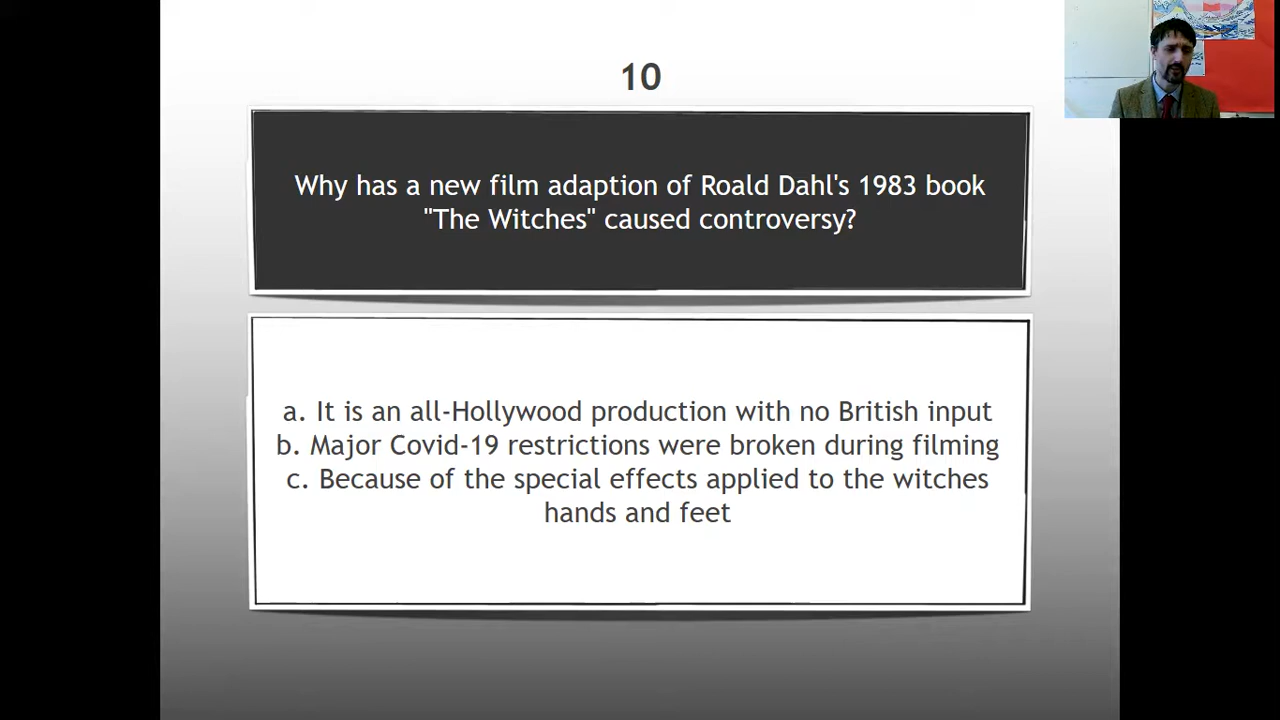 10
Why has a new film adaption of Roald Dahl's 1983 book
"The Witches" caused controversy?
a. It is an all-Hollywood production with no British input
b. Major Covid-19 restrictions were broken during filming
c. Because of the special effects applied to the witches
hands and feet